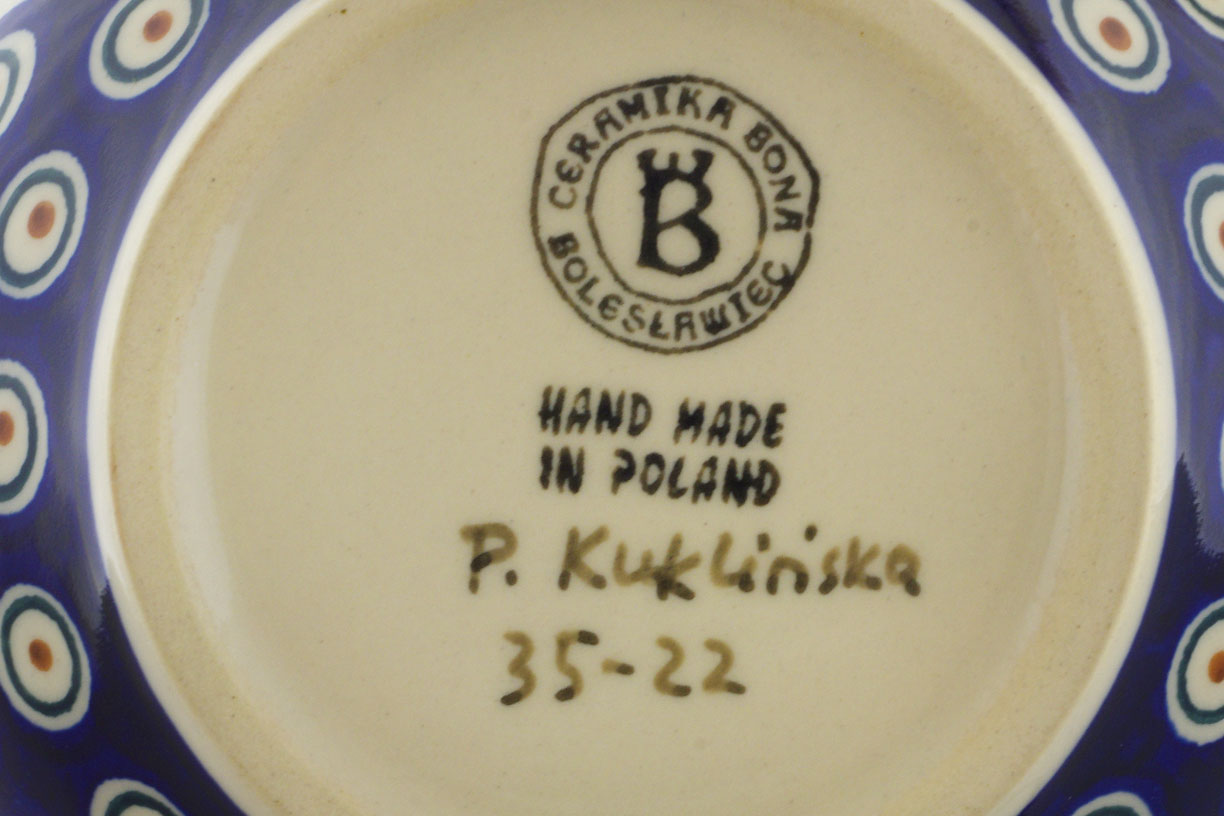 CERAMIKA BONA
BOLESŁAWIEC
B
HAND MADE
IN POLAND
P. Kuklińska
35-22